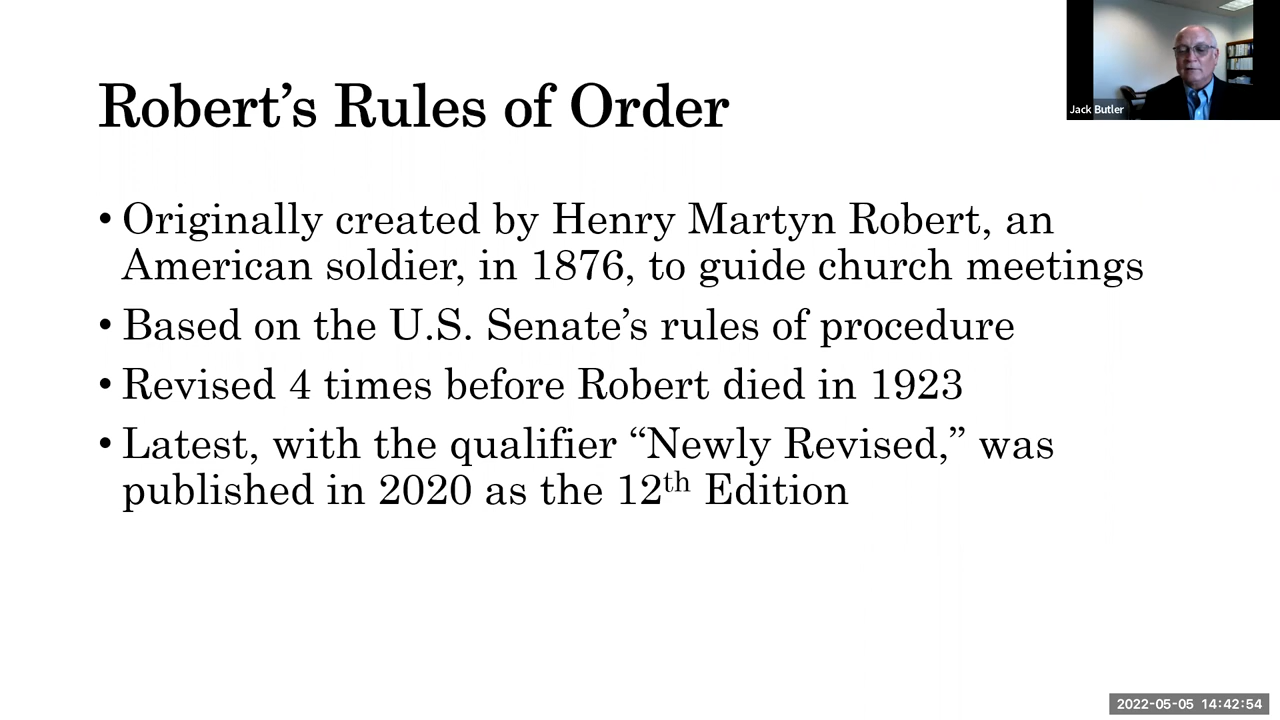 Robert’s Rules of Order
Jack Butler
• Originally created by Henry Martyn Robert, an
American soldier, in 1876, to guide church meetings
• Based on the U.S. Senate’s rules of procedure
• Revised 4 times before Robert died in 1923
• Latest, with the qualifier “Newly Revised,” was
published in 2020 as the 12th Edition
2022-05-05 14:42:54